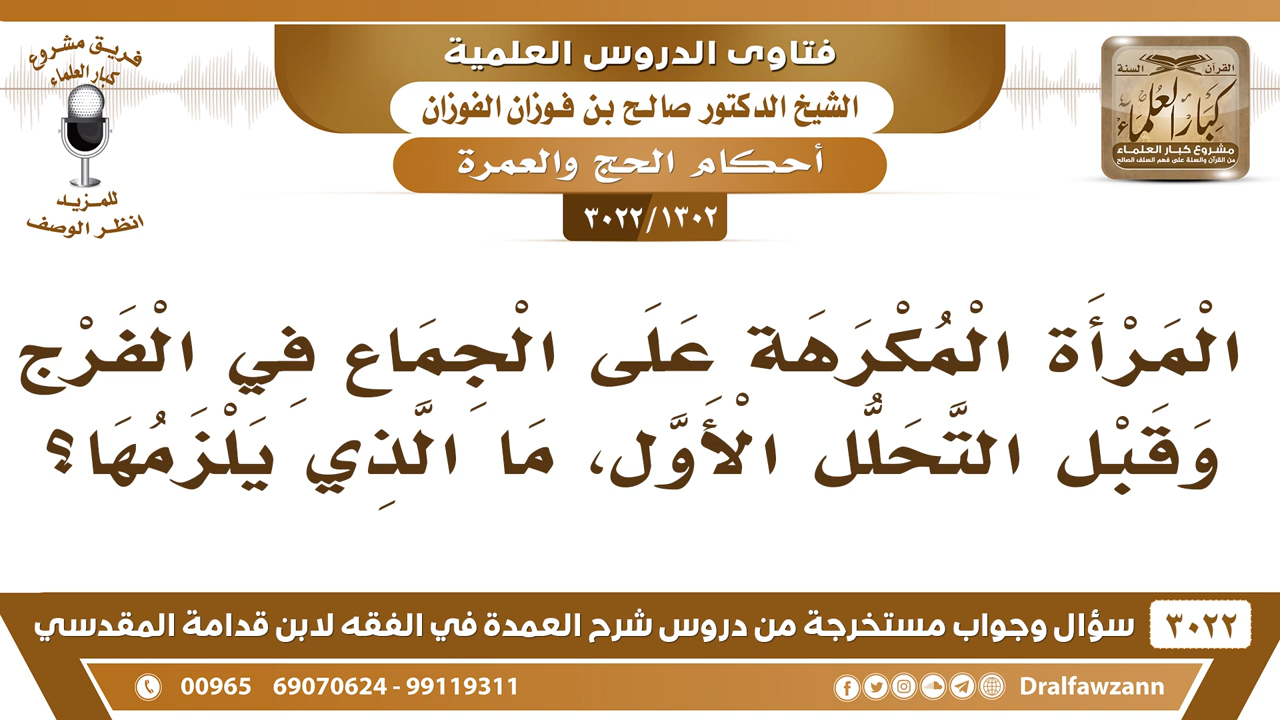 فتاوى الدروس العلمية
الشيخ الدكتور صالح بن فوزان الفوزان
أحكام الحج والعمرة
٣٠٢٢/١٣٠٢
فريق مشروع
كبار العلماء
للمزيد
انظر الوصف
القرآن السنة
كبار العلماء
مشروع كبار العلماء
من القرآن والسنة على فهم السلف الصالح
الْمَرْأَة الْمُكْرَهَة عَلَى الْجِمَاع فِي الْفَرْج
وَقَبْل التَّحَلُّل الْأَوَّل، مَا الَّذِي يَلْزَمُهَا؟
سؤال وجواب مستخرجة من دروس شرح العمدة في الفقه لابن قدامة المقدسي
٣٠٢٢
00965 69070624 - 99119311
Dralfawzann